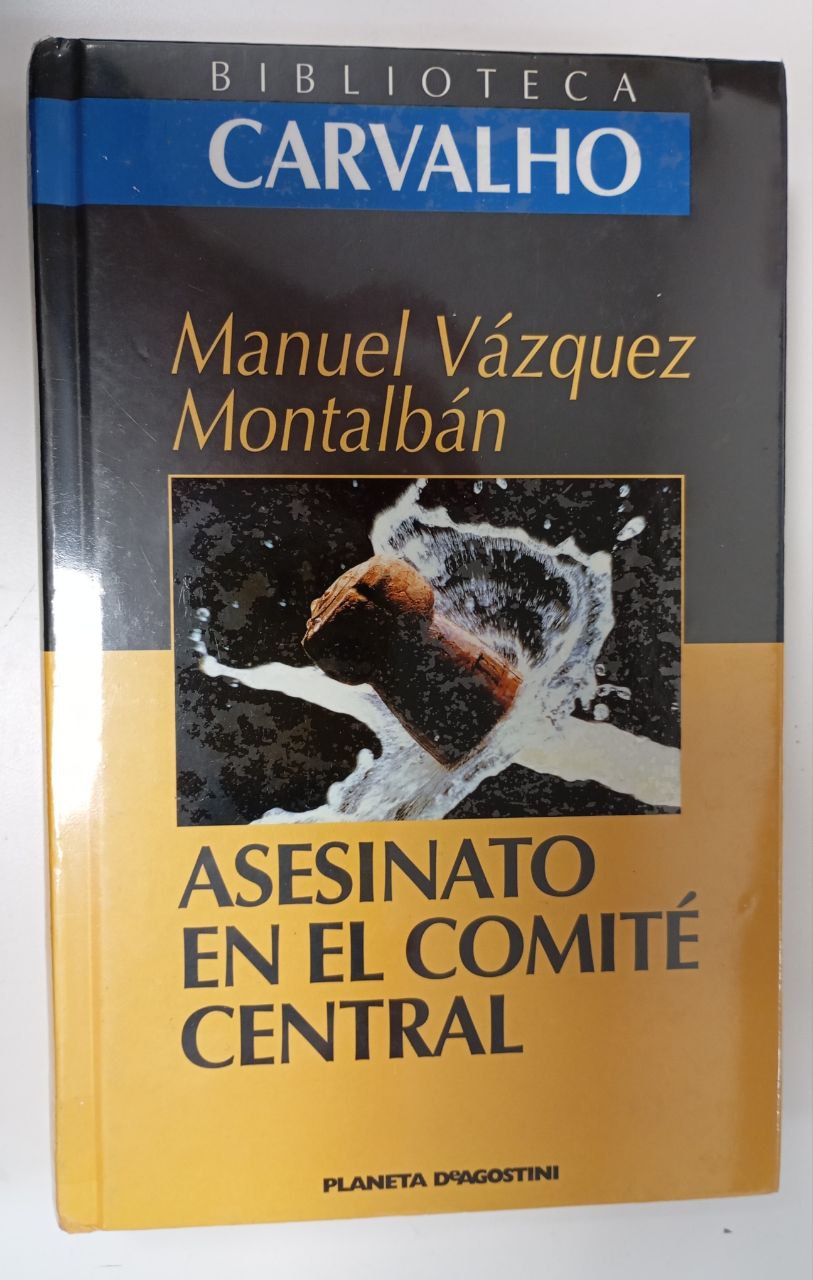 BIBLIOTECA
CARVALHO
Manuel Vázquez
Montalbán
ASESINATO
EN EL COMITÉ
CENTRAL
PLANETA DeAGOSTINI